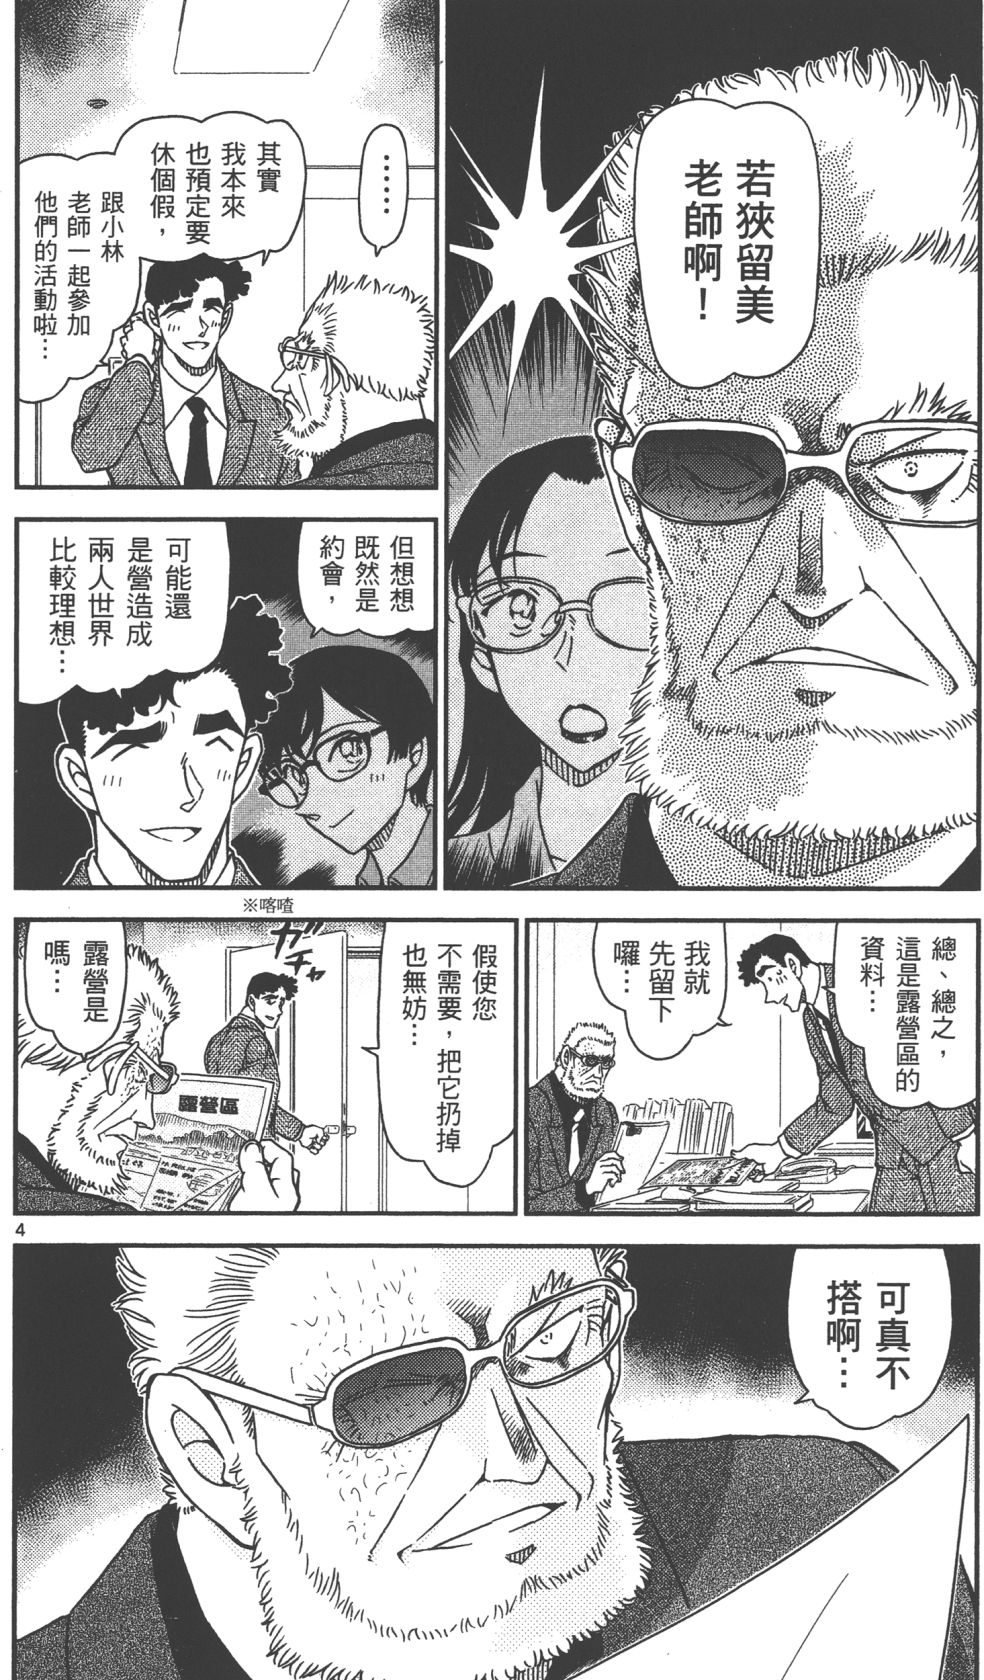 若狹留美
老師啊！
……
其實
我本來
也預定要
休個假，
跟小林
老師一起參加
他們的活動啦…
但想想
既然是
約會，
可能還
是營造成
兩人世界
比較理想…
※喀喳
總、總之，
這是露營區的
資料…
我就
先留下
囉…
假使您
不需要，把它扔掉
也無妨…
ガチャ
露營區
露營是
嗎…
4
可真不
搭啊…